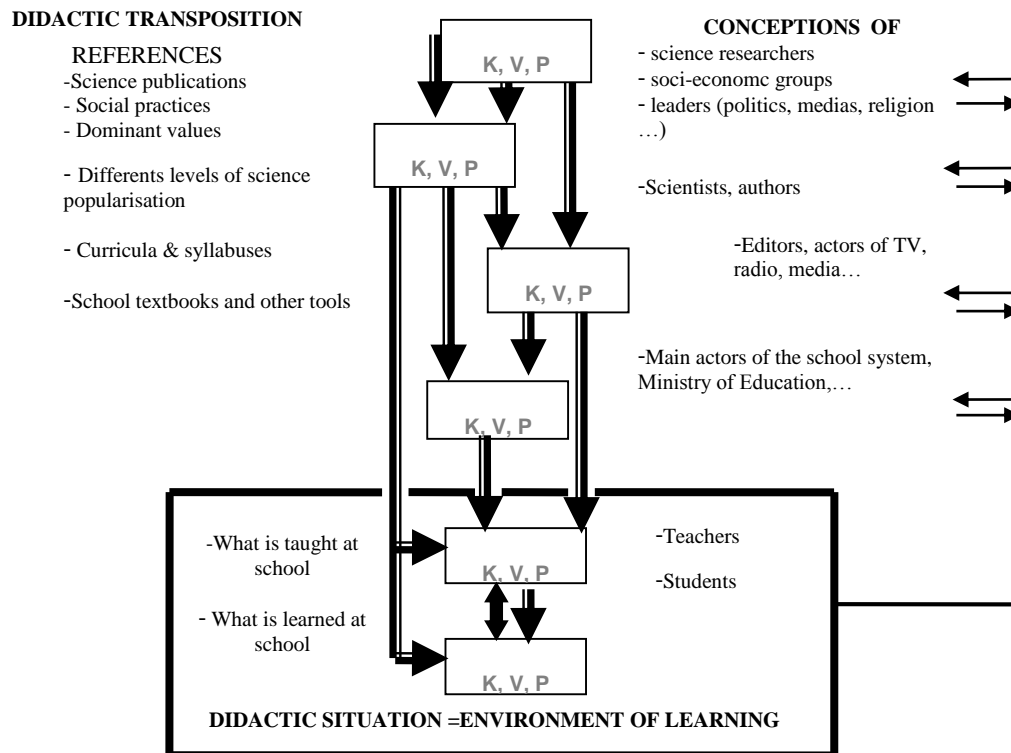 DIDACTIC TRANSPOSITION
REFERENCES
-Science publications
- Social practices
- Dominant values
- Differents levels of science
popularisation
- Curricula & syllabuses
-School textbooks and other tools
K, V, P
K, V, P
K, V, P
K, V, P
CONCEPTIONS OF
- science researchers
- soci-economc groups
- leaders (politics, medias, religion
…)
-Scientists, authors
-Editors, actors of TV,
radio, media…
-Main actors of the school system,
Ministry of Education,…
-What is taught at
school
- What is learned at
school
K, V, P
K, V, P
-Teachers
-Students
DIDACTIC SITUATION =ENVIRONMENT OF LEARNING